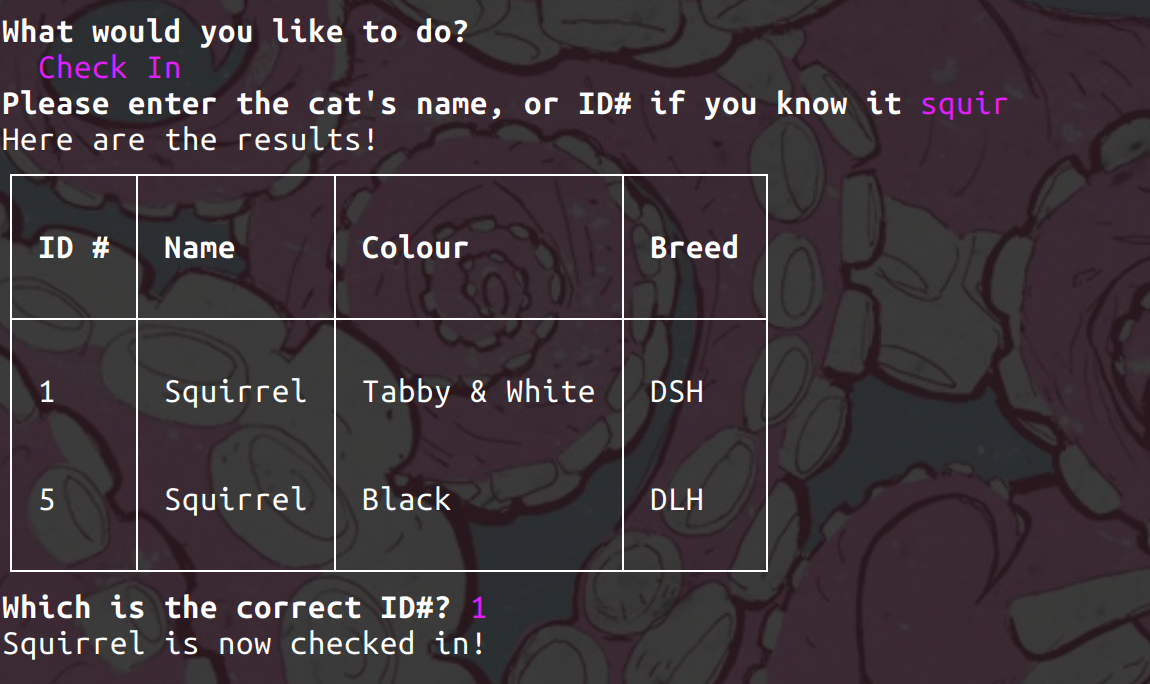 What would you like to do?
Check In
Please enter the cat's name, or ID# if you know it squir
Here are the results!
ID # Name Colour Breed
1 Squirrel Tabby & White DSH
5 Squirrel Black DLH
Which is the correct ID#? 1
Squirrel is now checked in!